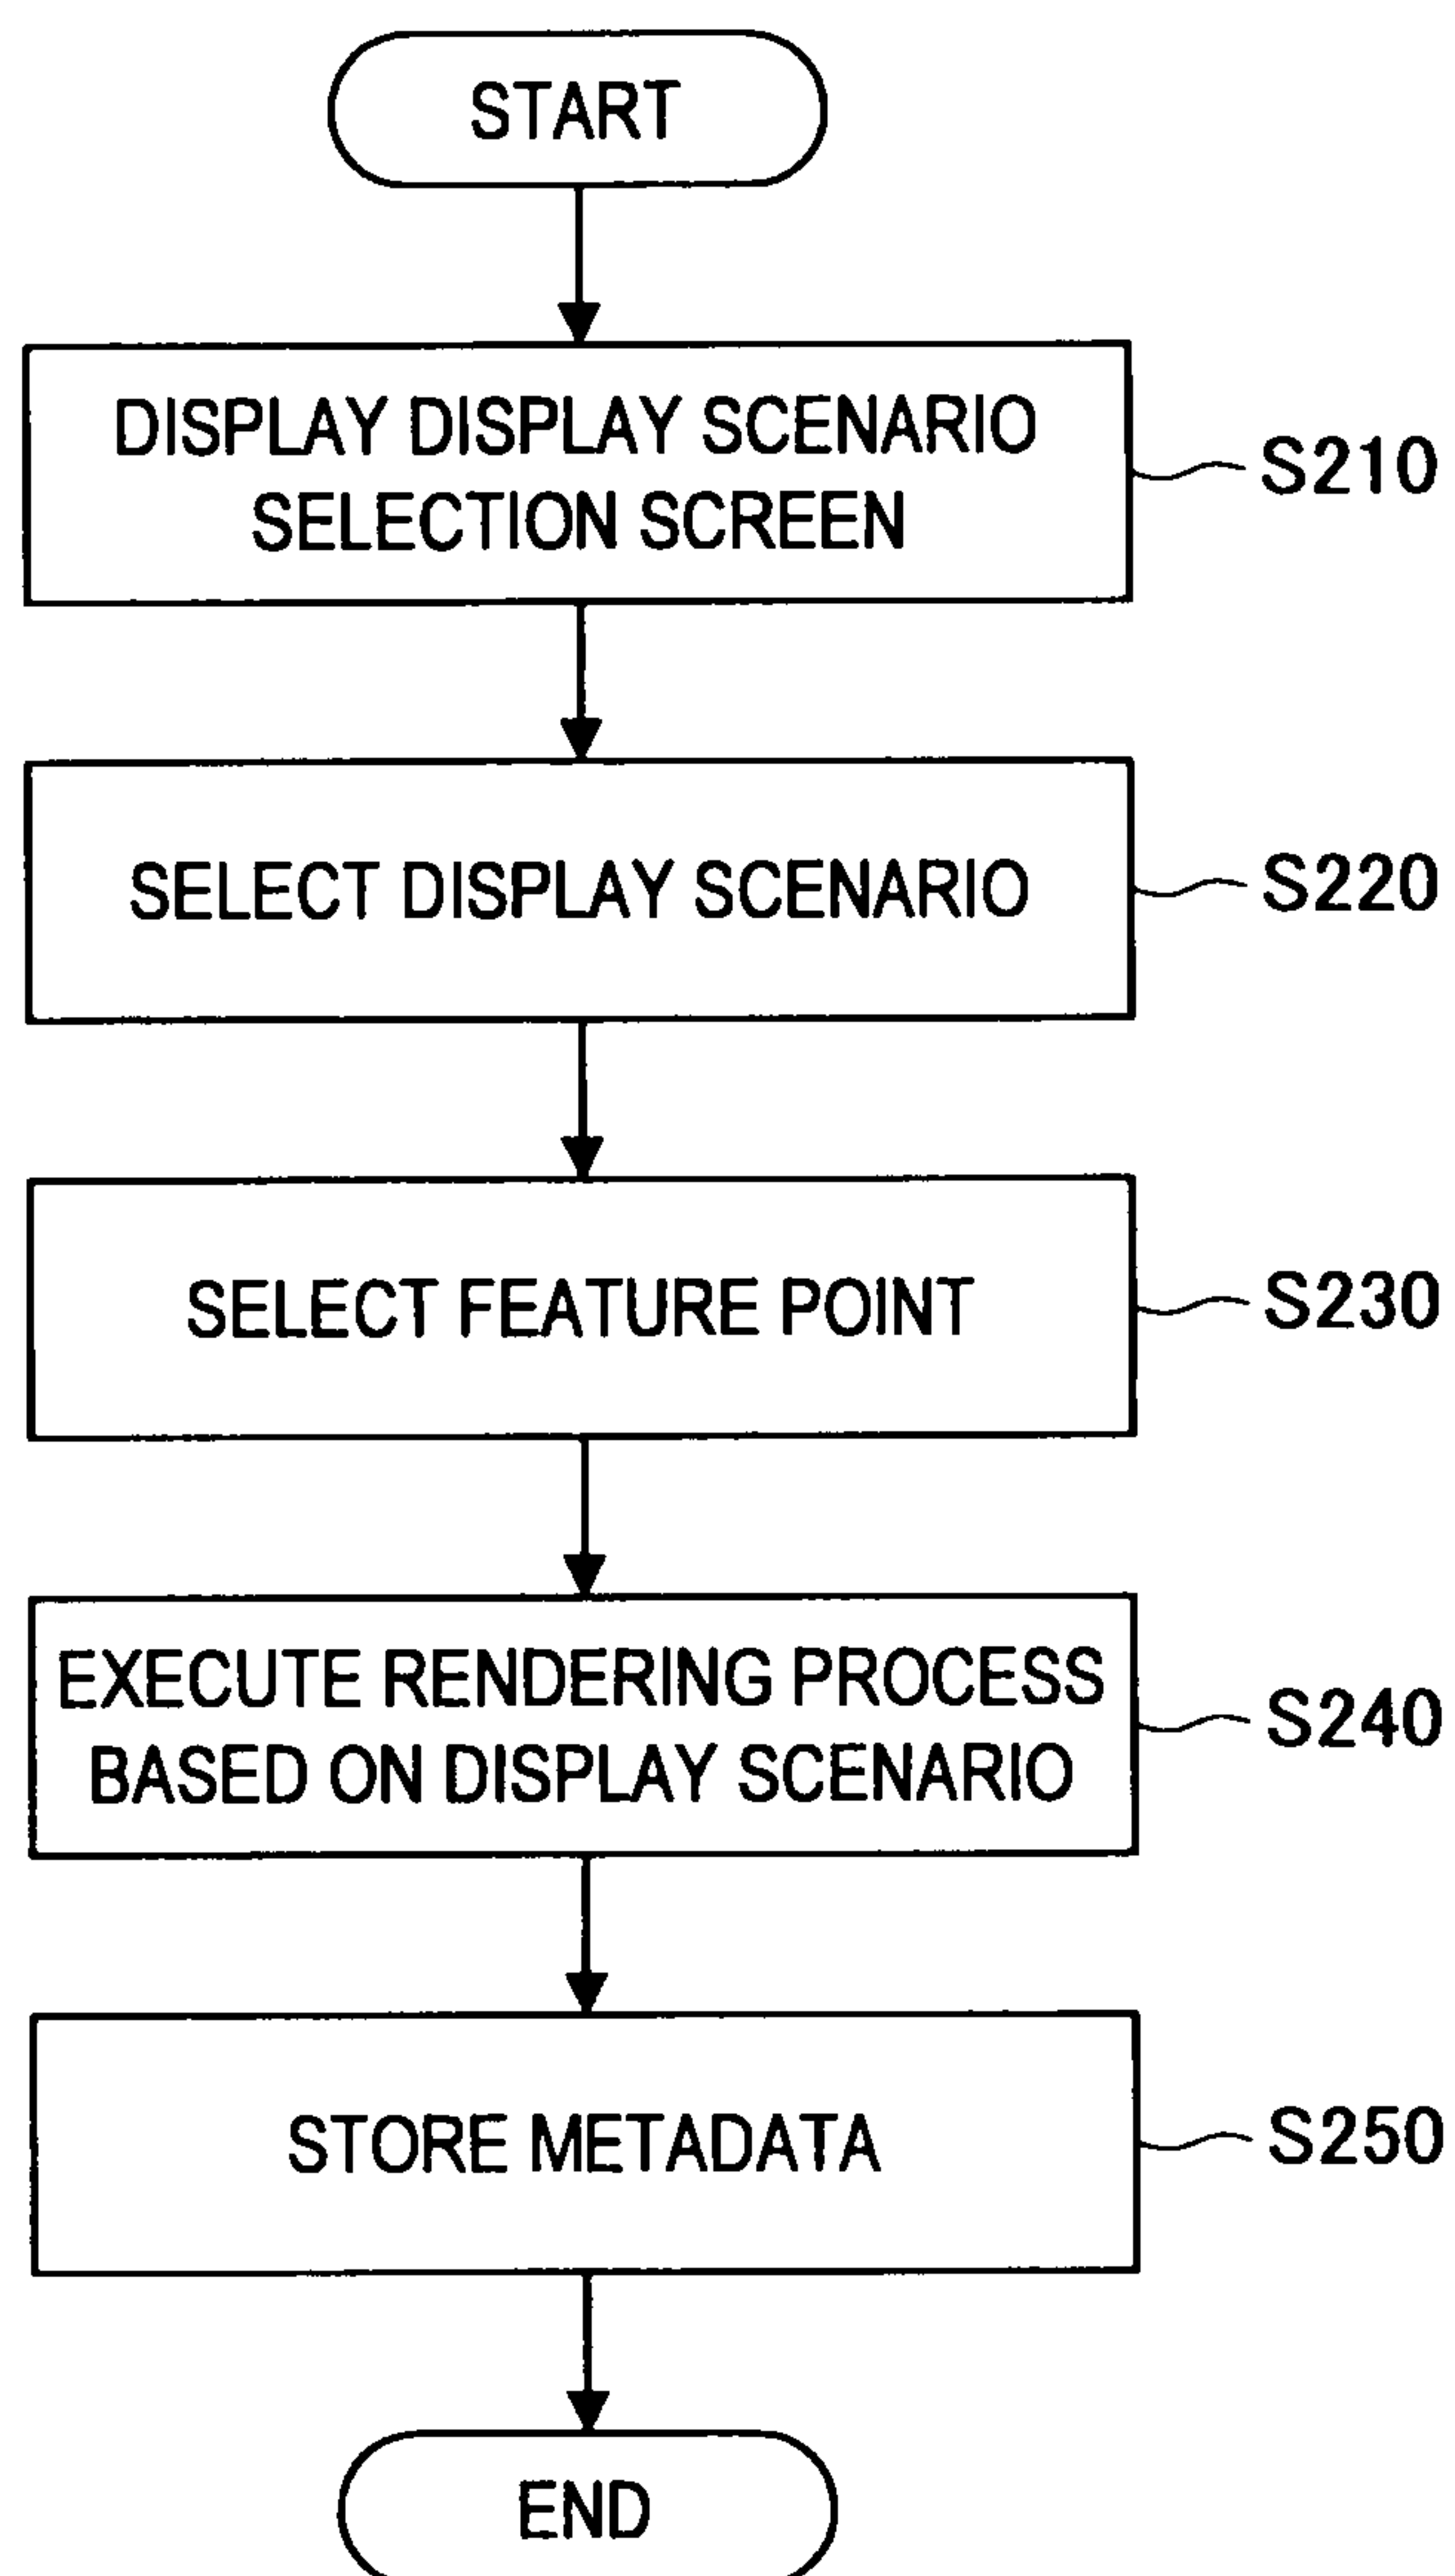 START
DISPLAY DISPLAY SCENARIO
SELECTION SCREEN
S210
SELECT DISPLAY SCENARIO
S220
SELECT FEATURE POINT
S230
EXECUTE RENDERING PROCESS
BASED ON DISPLAY SCENARIO
S240
STORE METADATA
S250
END